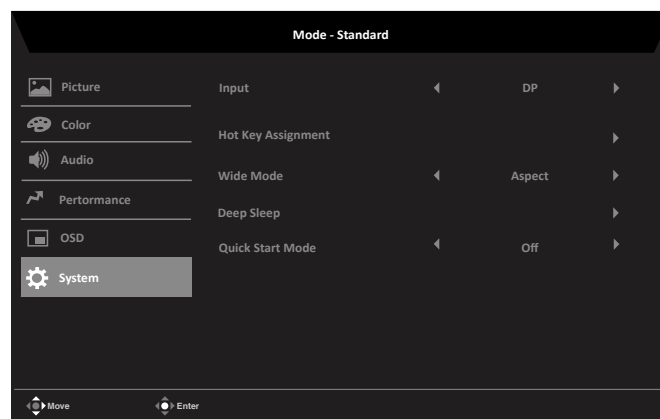 Mode - Standard
Picture
Color
Audio
Pertormance
OSD
System
Input DP
Hot Key Assignment
Wide Mode Aspect
Deep Sleep
Quick Start Mode Off
Move Enter